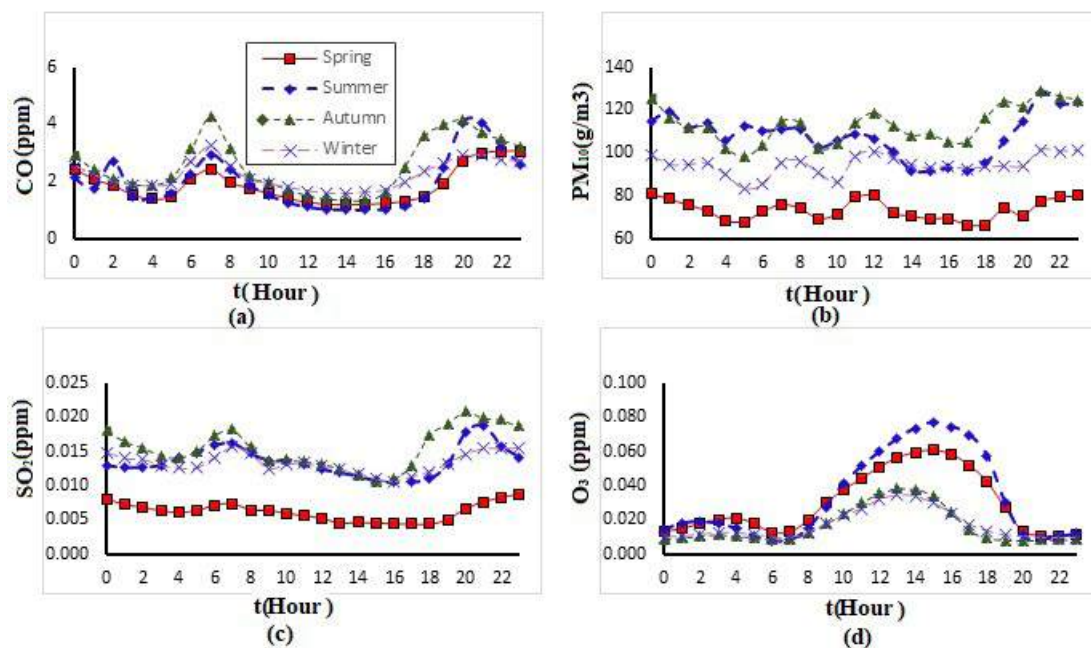 CO(ppm)
6
4
2
0
Spring
Summer
Autumn
Winter
0 2 4 6 8 10 12 14 16 18 20 22
t(Hour)
(a)
PM₁₀(g/m3)
140
120
100
80
60
0 2 4 6 8 10 12 14 16 18 20 22
t(Hour)
(b)
SO₂(ppm)
0.025
0.020
0.015
0.010
0.005
0.000
0 2 4 6 8 10 12 14 16 18 20 22
t(Hour)
(c)
O₃ (ppm)
0.100
0.080
0.060
0.040
0.020
0.000
0 2 4 6 8 10 12 14 16 18 20 22
t(Hour)
(d)